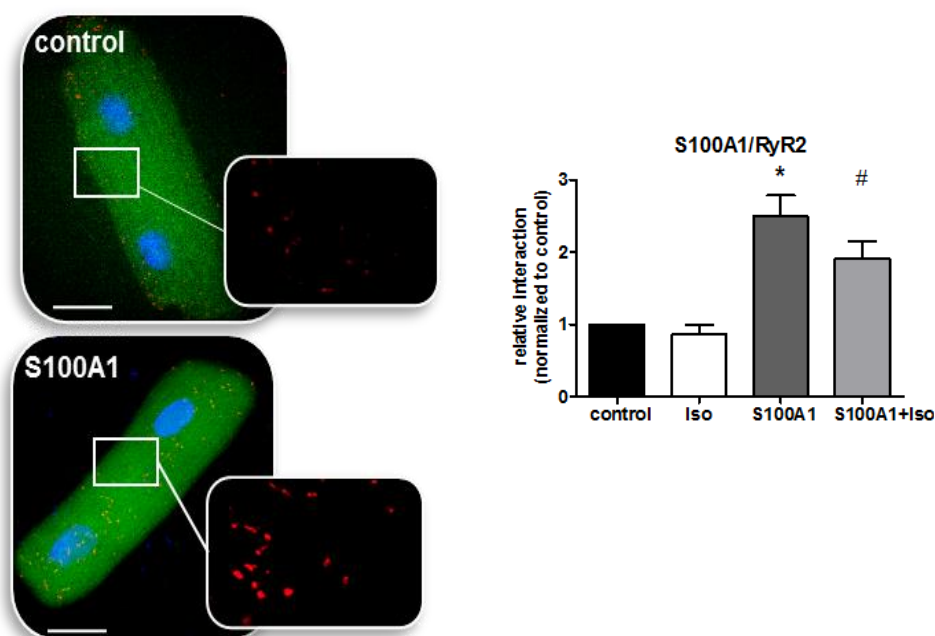 control
S100A1
S100A1/RyR2
*
#
relative interaction
(normalized to control)
3
2
1
0
control
Iso
S100A1
S100A1+Iso